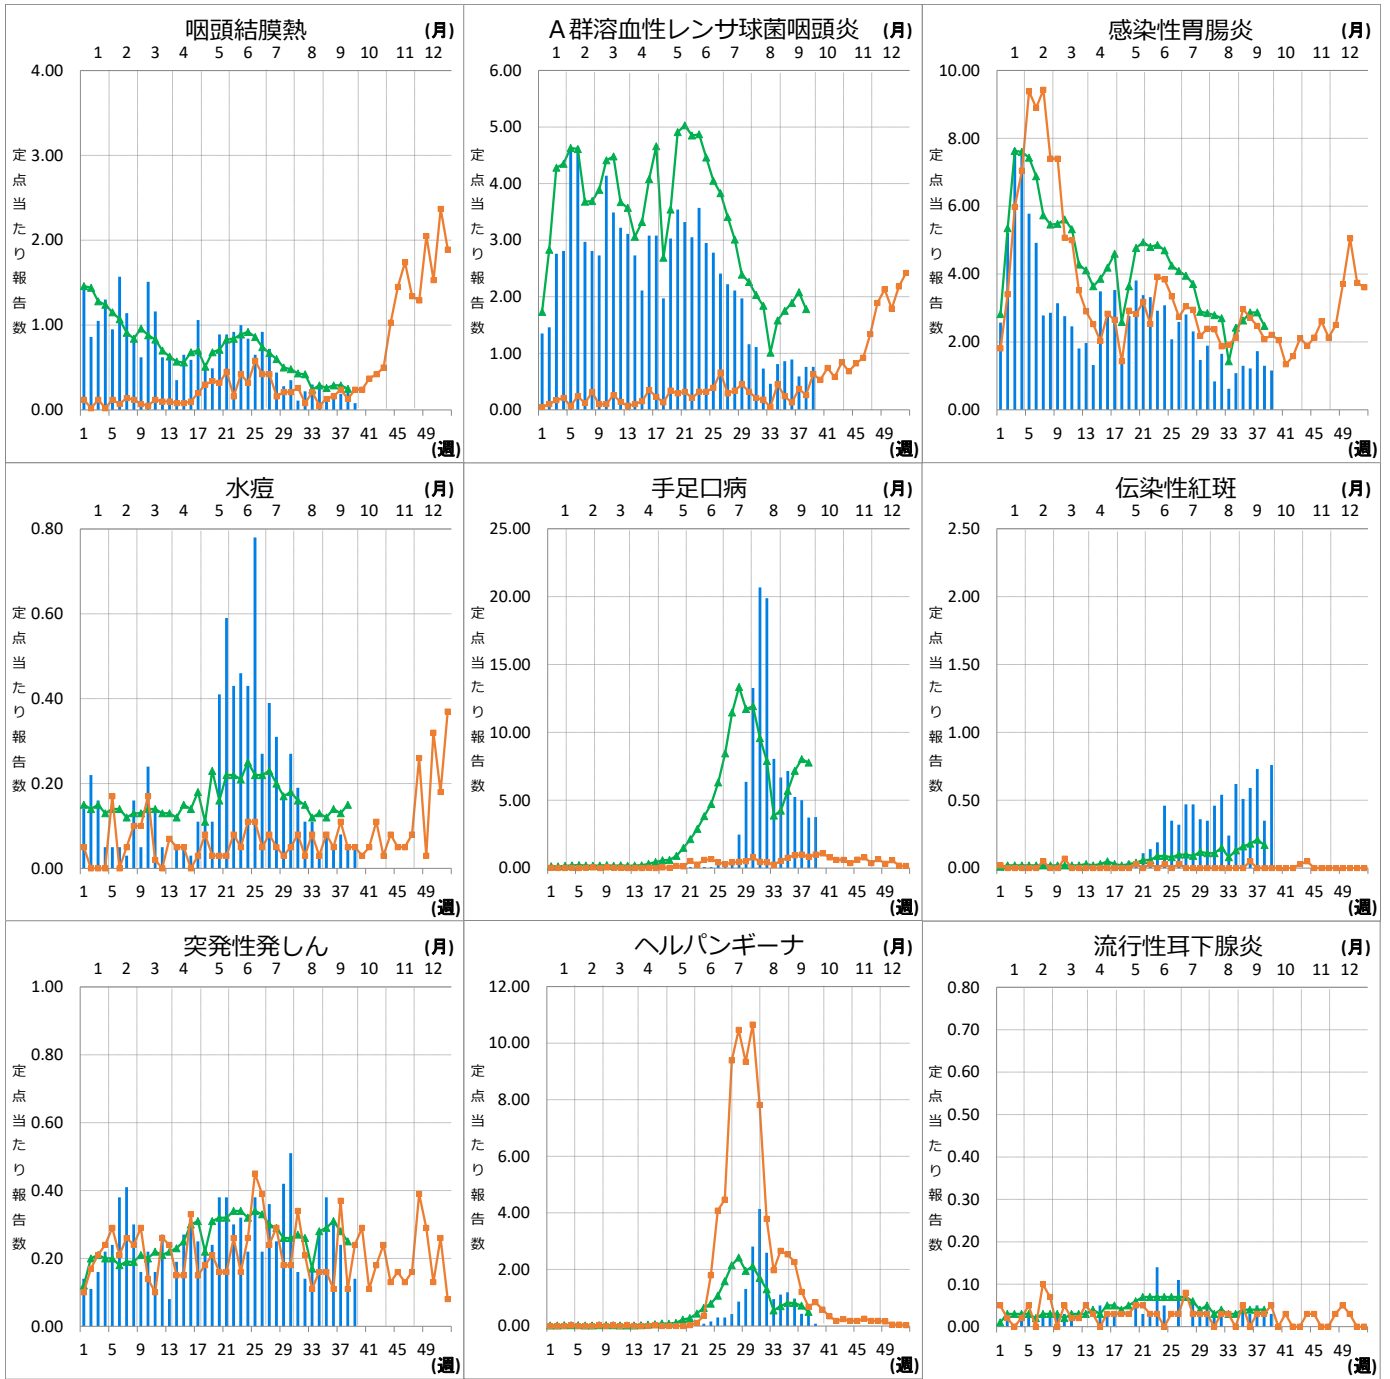 咽頭結膜熱 (月)
1 2 3 4 5 6 7 8 9 10 11 12
4.00
3.00
2.00
1.00
0.00
定点当たり報告数
1 5 9 13 17 21 25 29 33 37 41 45 49
(週)
A群溶血性レンサ球菌咽頭炎 (月)
1 2 3 4 5 6 7 8 9 10 11 12
6.00
5.00
4.00
3.00
2.00
1.00
0.00
定点当たり報告数
1 5 9 13 17 21 25 29 33 37 41 45 49
(週)
感染性胃腸炎 (月)
1 2 3 4 5 6 7 8 9 10 11 12
10.00
8.00
6.00
4.00
2.00
0.00
定点当たり報告数
1 5 9 13 17 21 25 29 33 37 41 45 49
(週)
水痘 (月)
1 2 3 4 5 6 7 8 9 10 11 12
0.80
0.60
0.40
0.20
0.00
定点当たり報告数
1 5 9 13 17 21 25 29 33 37 41 45 49
(週)
手足口病 (月)
1 2 3 4 5 6 7 8 9 10 11 12
25.00
20.00
15.00
10.00
5.00
0.00
定点当たり報告数
1 5 9 13 17 21 25 29 33 37 41 45 49
(週)
伝染性紅斑 (月)
1 2 3 4 5 6 7 8 9 10 11 12
2.50
2.00
1.50
1.00
0.50
0.00
定点当たり報告数
1 5 9 13 17 21 25 29 33 37 41 45 49
(週)
突発性発しん (月)
1 2 3 4 5 6 7 8 9 10 11 12
1.00
0.80
0.60
0.40
0.20
0.00
定点当たり報告数
1 5 9 13 17 21 25 29 33 37 41 45 49
(週)
ヘルパンギーナ (月)
1 2 3 4 5 6 7 8 9 10 11 12
12.00
10.00
8.00
6.00
4.00
2.00
0.00
定点当たり報告数
1 5 9 13 17 21 25 29 33 37 41 45 49
(週)
流行性耳下腺炎 (月)
1 2 3 4 5 6 7 8 9 10 11 12
0.80
0.70
0.60
0.50
0.40
0.30
0.20
0.10
0.00
定点当たり報告数
1 5 9 13 17 21 25 29 33 37 41 45 49
(週)